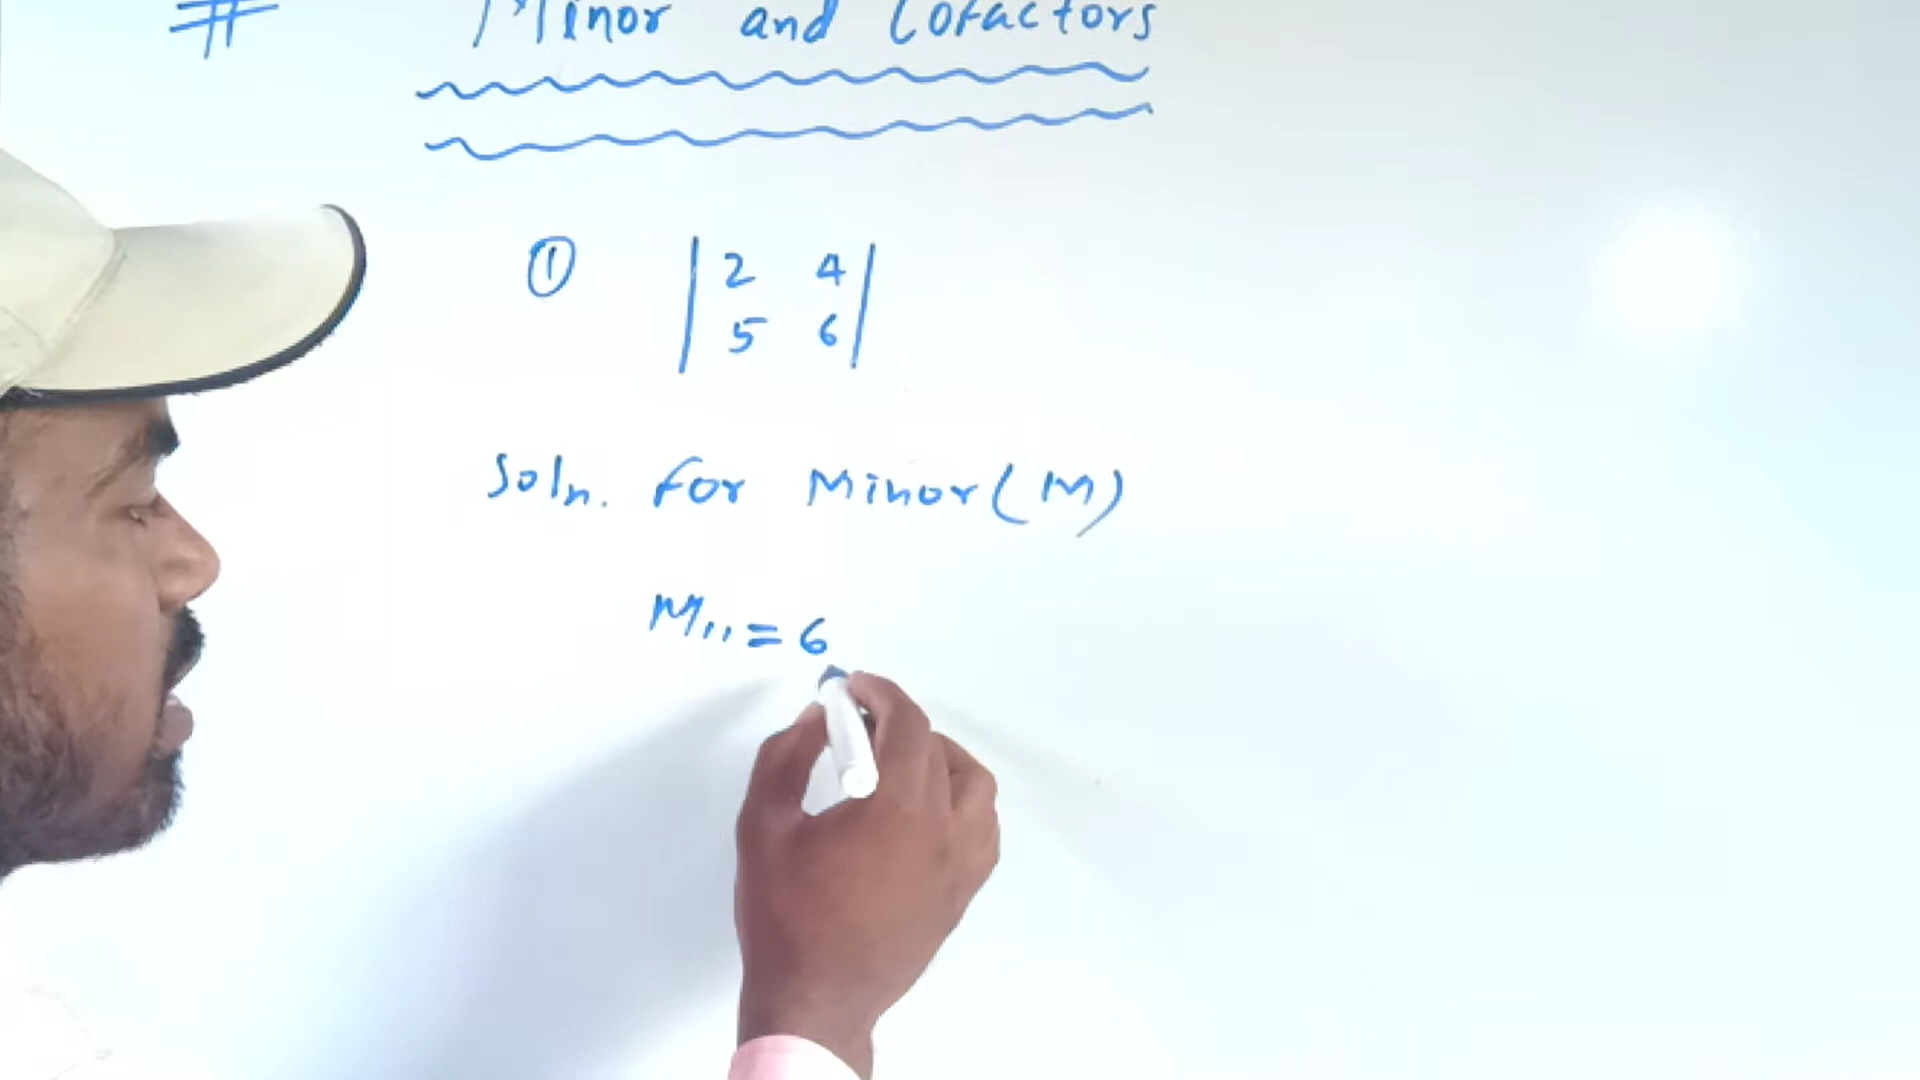 # Minor and Cofactors
① | 2 4 |
| 5 6 |
Soln. For Minor (M)
M₁₁ = 6